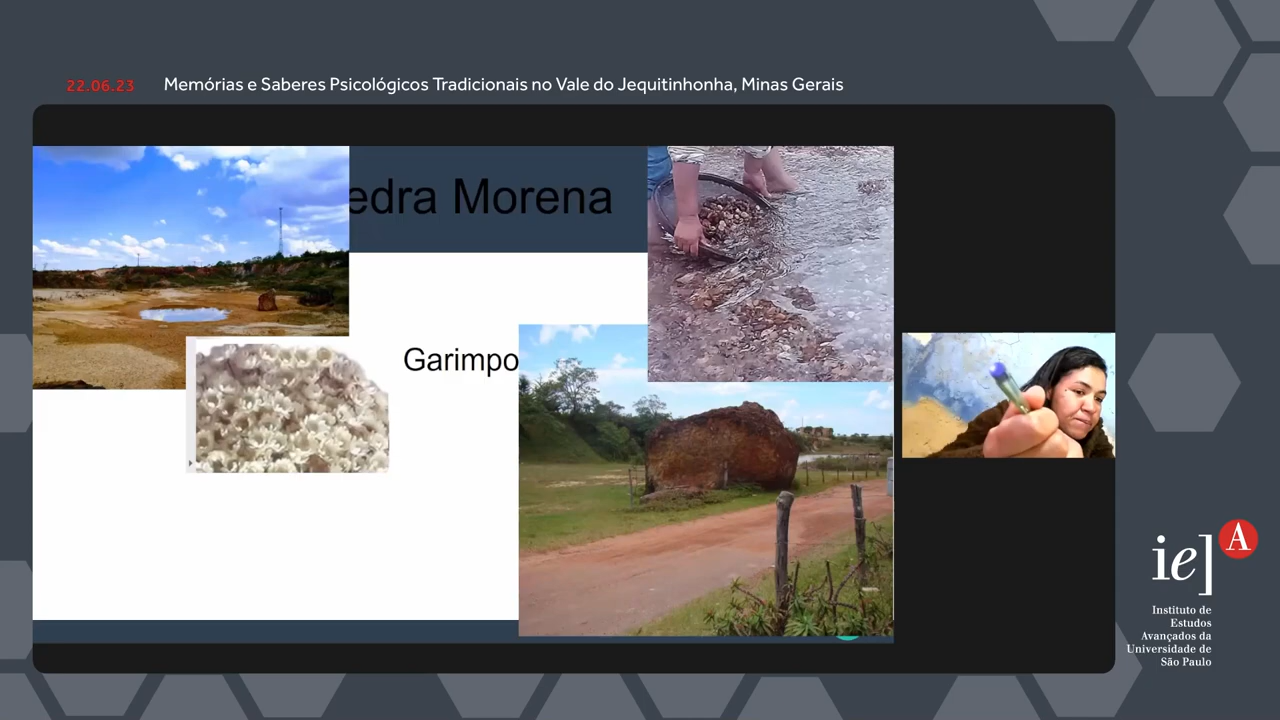 22.06.23 Memórias e Saberes Psicológicos Tradicionais no Vale do Jequitinhonha, Minas Gerais
edra Morena
Garimpo
ie] A
Instituto de
Estudos
Avançados da
Universidade de
São Paulo